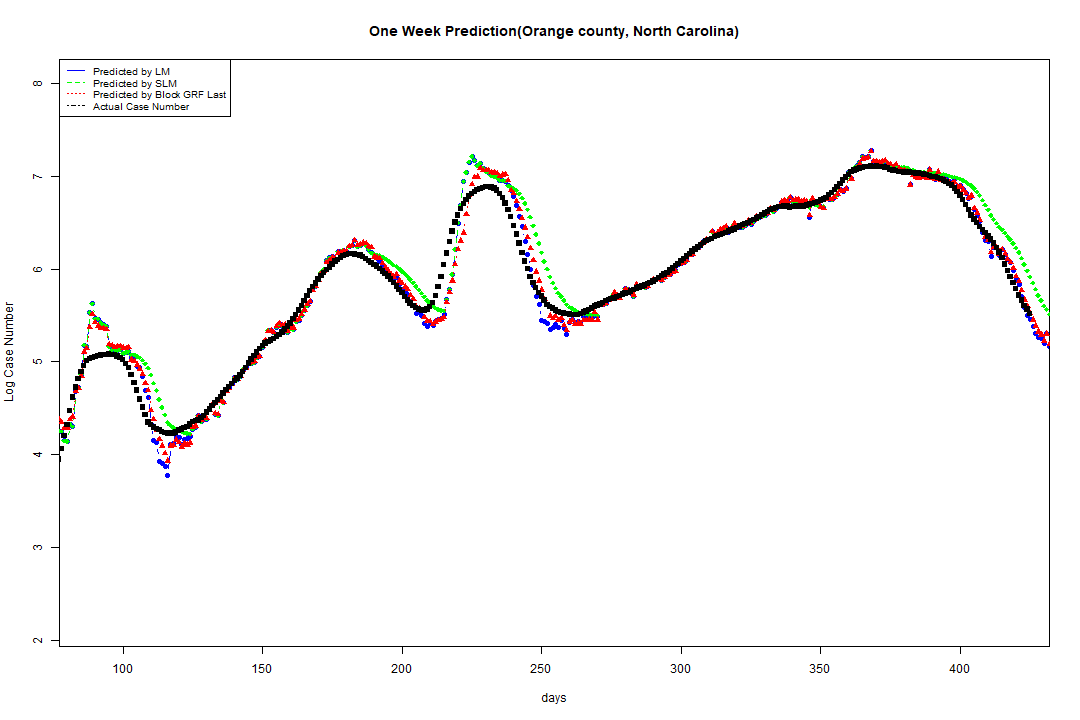 One Week Prediction(Orange county, North Carolina)
Predicted by LM
Predicted by SLM
Predicted by Block GRF Last
Actual Case Number
8
7
6
5
4
3
2
Log Case Number
100 150 200 250 300 350 400
days